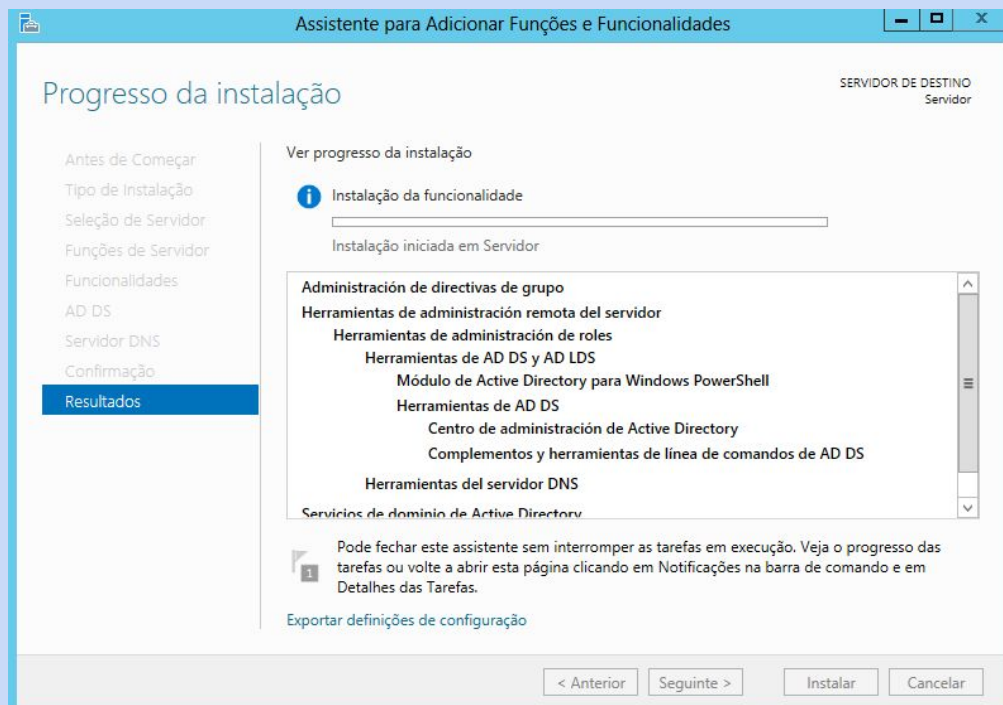 Assistente para Adicionar Funções e Funcionalidades
Progresso da instalação
SERVIDOR DE DESTINO
Servidor
Antes de Começar
Tipo de Instalação
Seleção de Servidor
Funções de Servidor
Funcionalidades
AD DS
Servidor DNS
Confirmação
Resultados
Ver progresso da instalação
Instalação da funcionalidade
Instalação iniciada em Servidor
Administración de directivas de grupo
Herramientas de administración remota del servidor
Herramientas de administración de roles
Herramientas de AD DS y AD LDS
Módulo de Active Directory para Windows PowerShell
Herramientas de AD DS
Centro de administración de Active Directory
Complementos y herramientas de línea de comandos de AD DS
Herramientas del servidor DNS
Servicios de dominio de Active Directory
1
Pode fechar este assistente sem interromper as tarefas em execução. Veja o progresso das
tarefas ou volte a abrir esta página clicando em Notificações na barra de comando e em
Detalhes das Tarefas.
Exportar definições de configuração
< Anterior
Seguinte >
Instalar
Cancelar